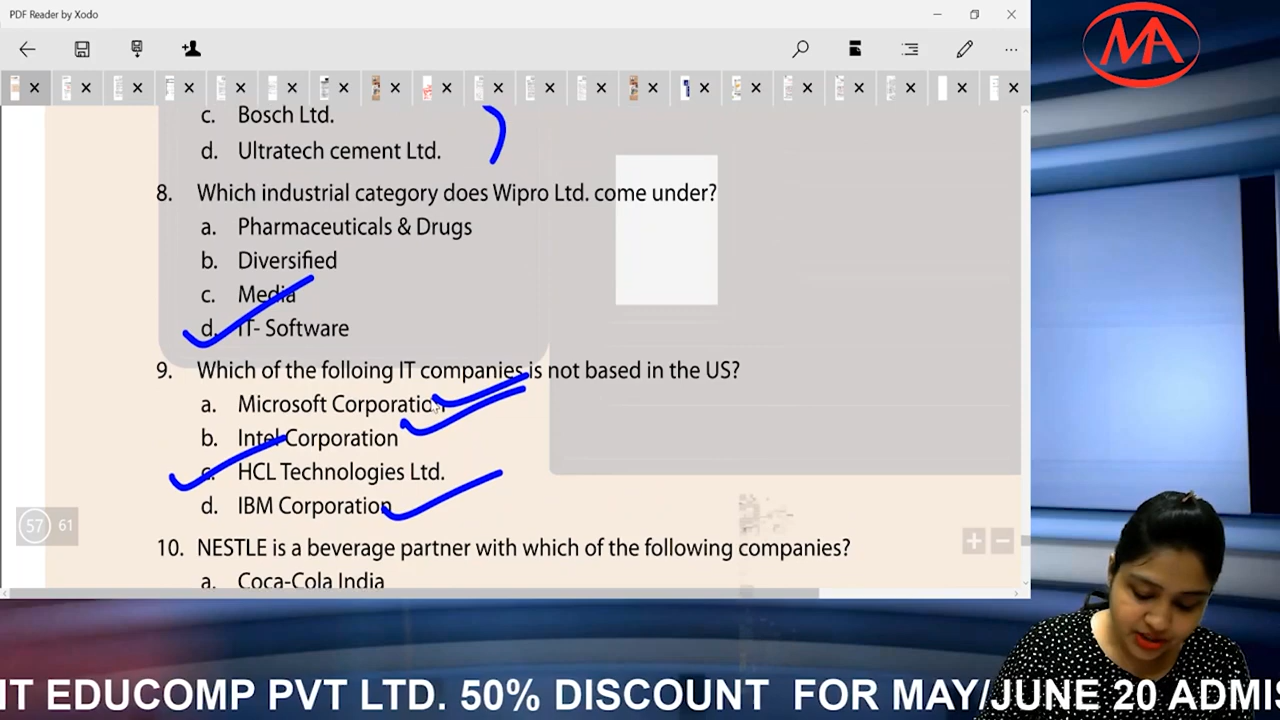 PDF Reader by Xodo
MA
c. Bosch Ltd.
d. Ultratech cement Ltd.
8. Which industrial category does Wipro Ltd. come under?
a. Pharmaceuticals & Drugs
b. Diversified
c. Media
d. IT- Software
9. Which of the folloing IT companies is not based in the US?
a. Microsoft Corporation
b. Intel Corporation
c. HCL Technologies Ltd.
d. IBM Corporation
57 61
10. NESTLE is a beverage partner with which of the following companies?
a. Coca-Cola India
IT EDUCOMP PVT LTD. 50% DISCOUNT FOR MAY/JUNE 20 ADMIS